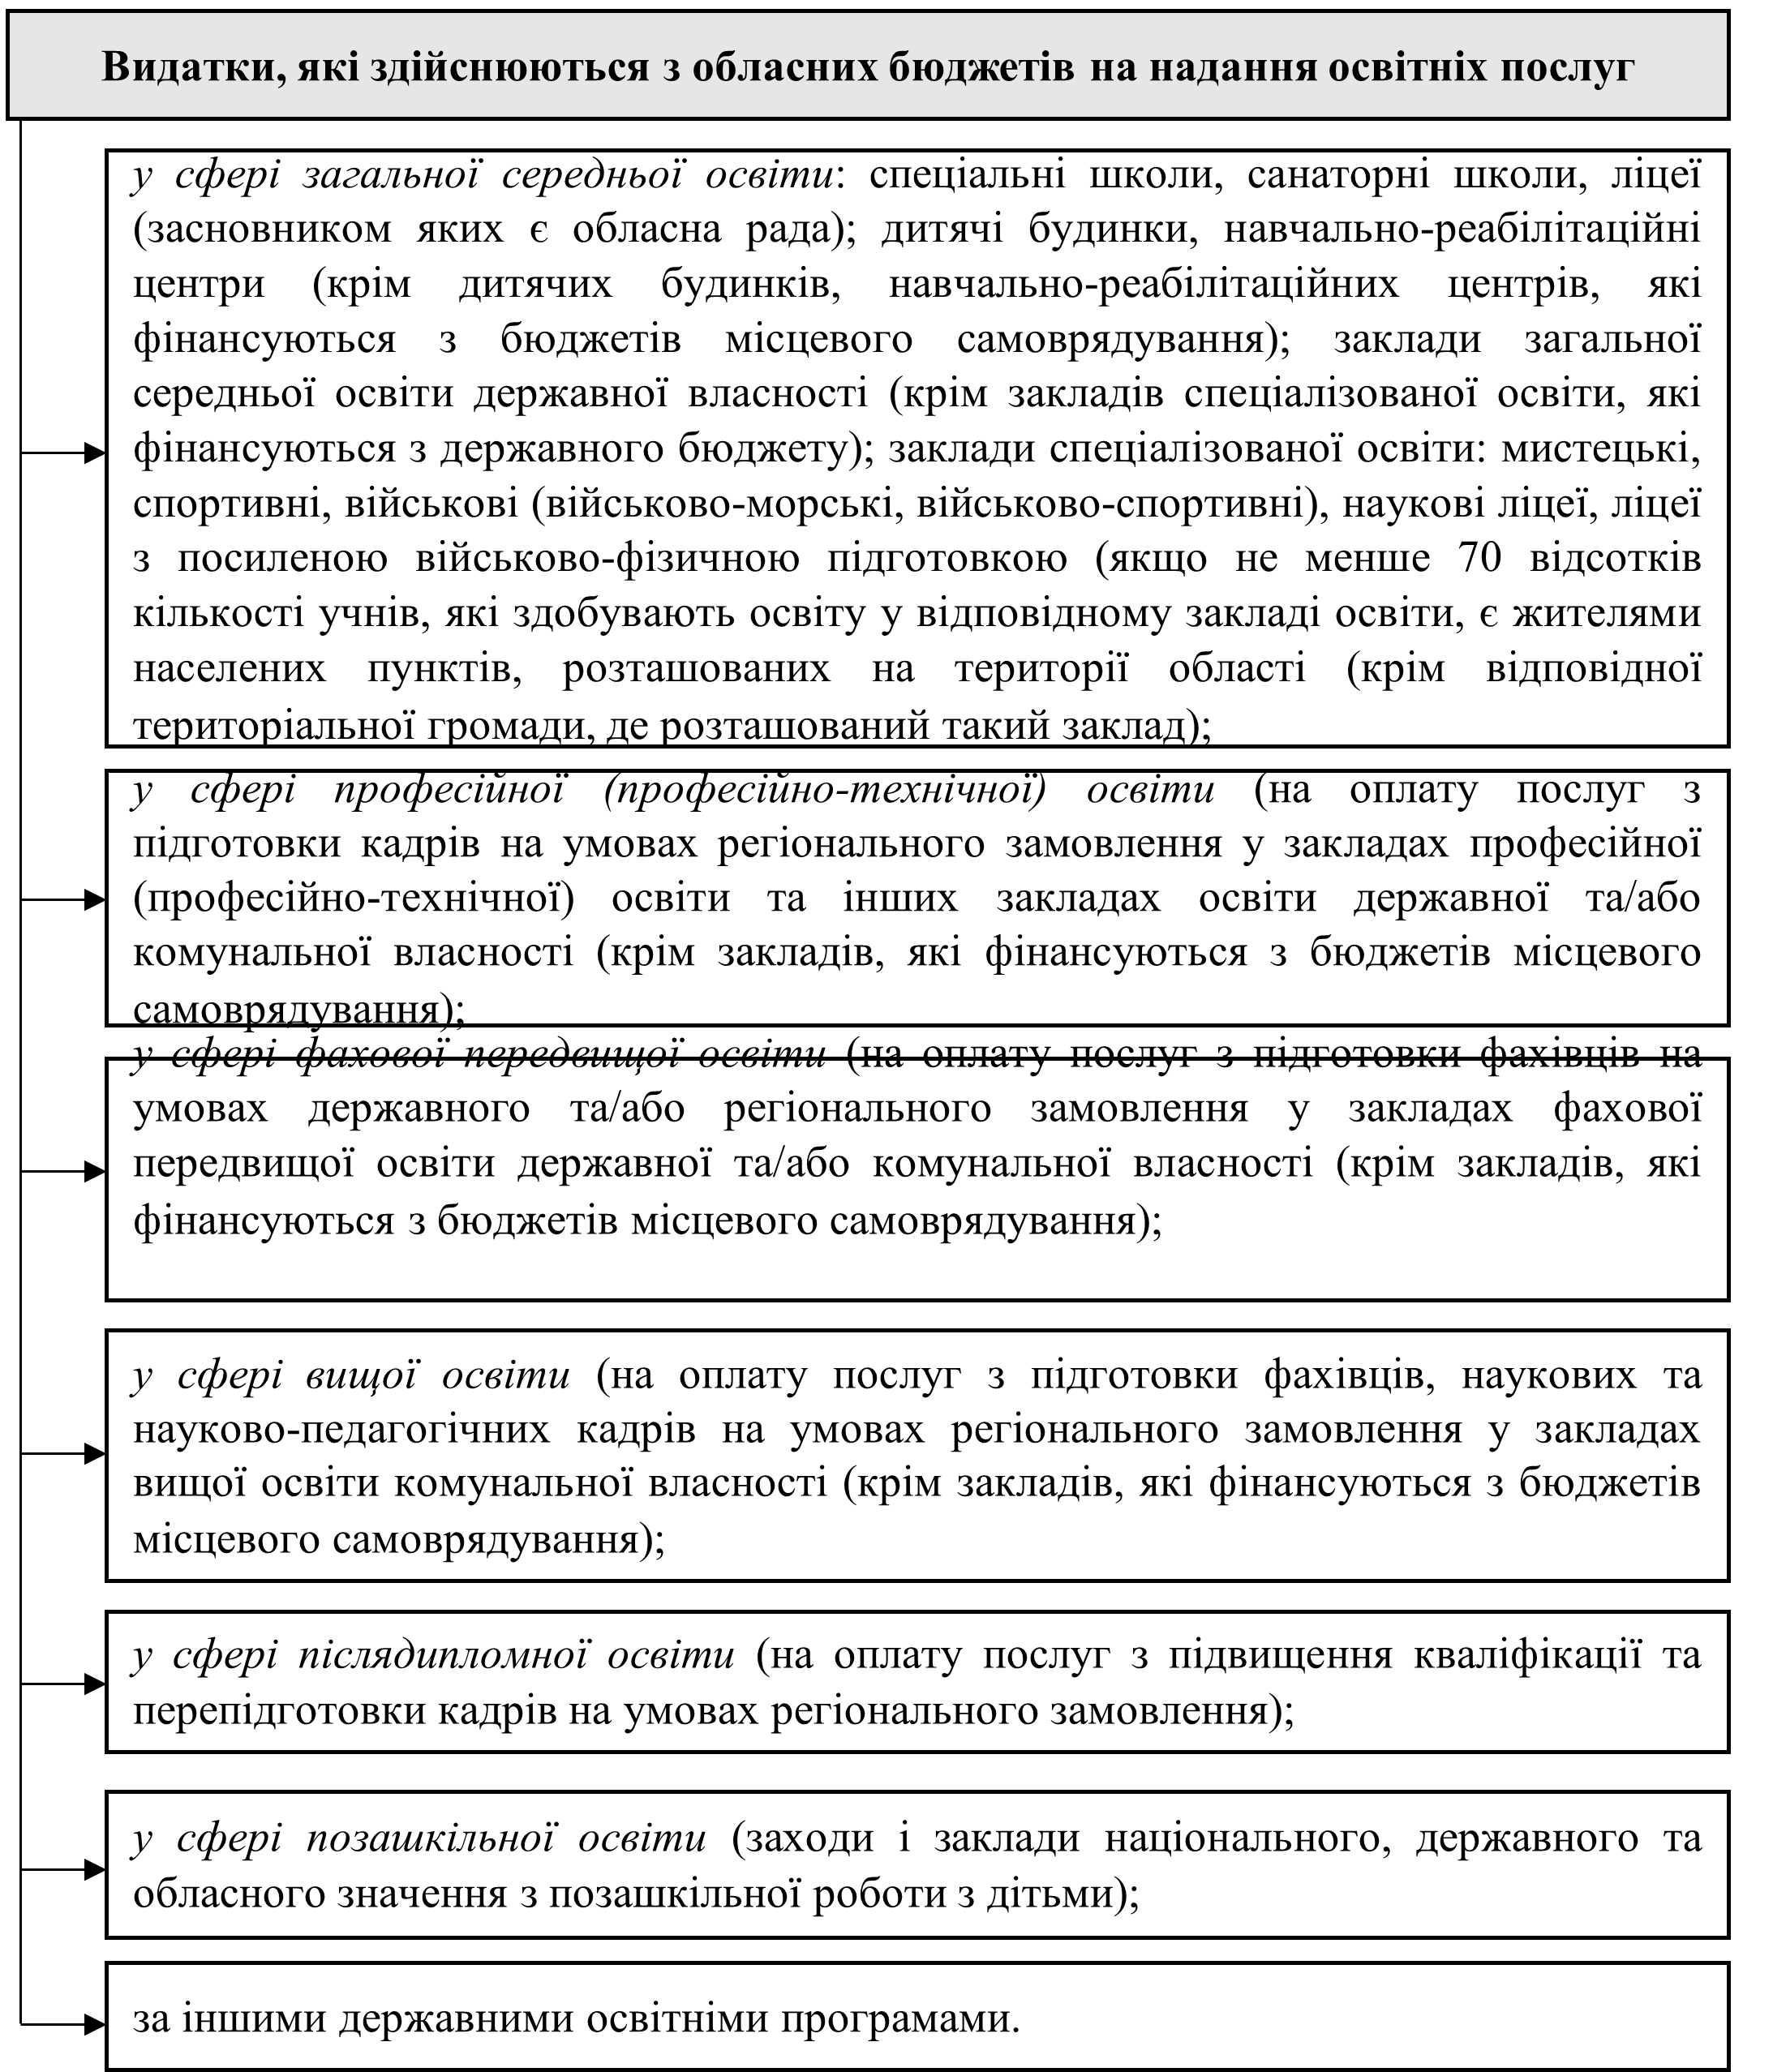 Видатки, які здійснюються з обласних бюджетів на надання освітніх послуг
у сфері загальної середньої освіти: спеціальні школи, санаторні школи, ліцеї
(засновником яких є обласна рада); дитячі будинки, навчально-реабілітаційні
центри (крім дитячих будинків, навчально-реабілітаційних центрів, які
фінансуються з бюджетів місцевого самоврядування); заклади загальної
середньої освіти державної власності (крім закладів спеціалізованої освіти, які
фінансуються з державного бюджету); заклади спеціалізованої освіти: мистецькі,
спортивні, військові (військово-морські, військово-спортивні), наукові ліцеї, ліцеї
з посиленою військово-фізичною підготовкою (якщо не менше 70 відсотків
кількості учнів, які здобувають освіту у відповідному закладі освіти, є жителями
населених пунктів, розташованих на території області (крім відповідної
територіальної громади, де розташований такий заклад);
у сфері професійної (професійно-технічної) освіти (на оплату послуг з
підготовки кадрів на умовах регіонального замовлення у закладах професійної
(професійно-технічної) освіти та інших закладах освіти державної та/або
комунальної власності (крім закладів, які фінансуються з бюджетів місцевого
самоврядування);
у сфері фахової передвищої освіти (на оплату послуг з підготовки фахівців на
умовах державного та/або регіонального замовлення у закладах фахової
передвищої освіти державної та/або комунальної власності (крім закладів, які
фінансуються з бюджетів місцевого самоврядування);
у сфері вищої освіти (на оплату послуг з підготовки фахівців, наукових та
науково-педагогічних кадрів на умовах регіонального замовлення у закладах
вищої освіти комунальної власності (крім закладів, які фінансуються з бюджетів
місцевого самоврядування);
у сфері післядипломної освіти (на оплату послуг з підвищення кваліфікації та
перепідготовки кадрів на умовах регіонального замовлення);
у сфері позашкільної освіти (заходи і заклади національного, державного та
обласного значення з позашкільної роботи з дітьми);
за іншими державними освітніми програмами.